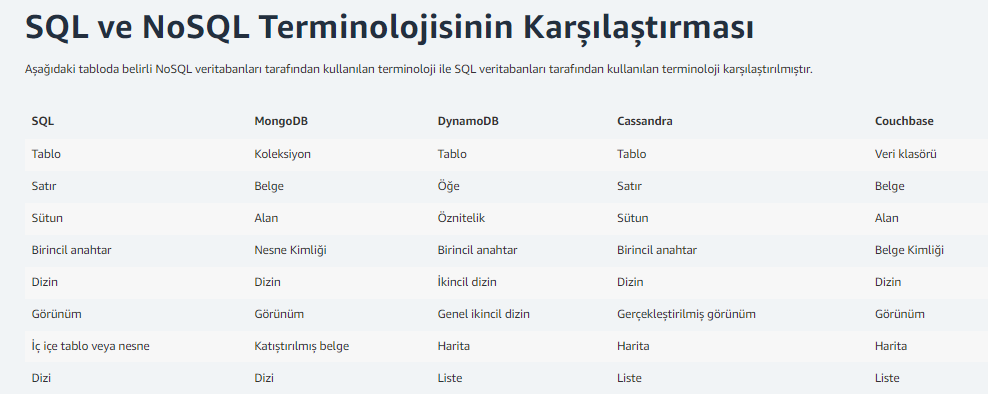 SQL ve NoSQL Terminolojisinin Karşılaştırması
Aşağıdaki tabloda belirli NoSQL veritabanları tarafından kullanılan terminoloji ile SQL veritabanları tarafından kullanılan terminoloji karşılaştırılmıştır.
SQL MongoDB DynamoDB Cassandra Couchbase
Tablo Koleksiyon Tablo Tablo Veri klasörü
Satır Belge Öğe Satır Belge
Sütun Alan Öznitelik Sütun Alan
Birincil anahtar Nesne Kimliği Birincil anahtar Birincil anahtar Belge Kimliği
Dizin Dizin İkincil dizin Dizin Dizin
Görünüm Görünüm Genel ikincil dizin Gerçekleştirilmiş görünüm Görünüm
İç içe tablo veya nesne Katıştırılmış belge Harita Harita Harita
Dizi Dizi Liste Liste Liste